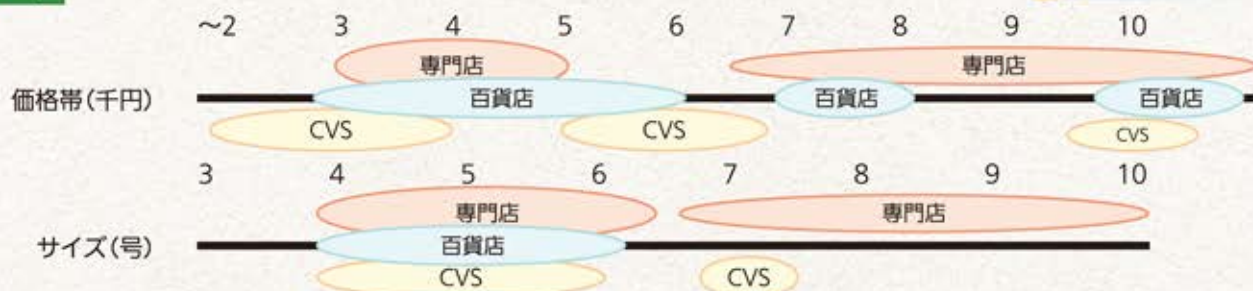 ～2 3 4 5 6 7 8 9 10
専門店 専門店
価格帯(千円) 百貨店 百貨店 百貨店
CVS CVS CVS
3 4 5 6 7 8 9 10
専門店 専門店
サイズ(号) 百貨店
CVS CVS